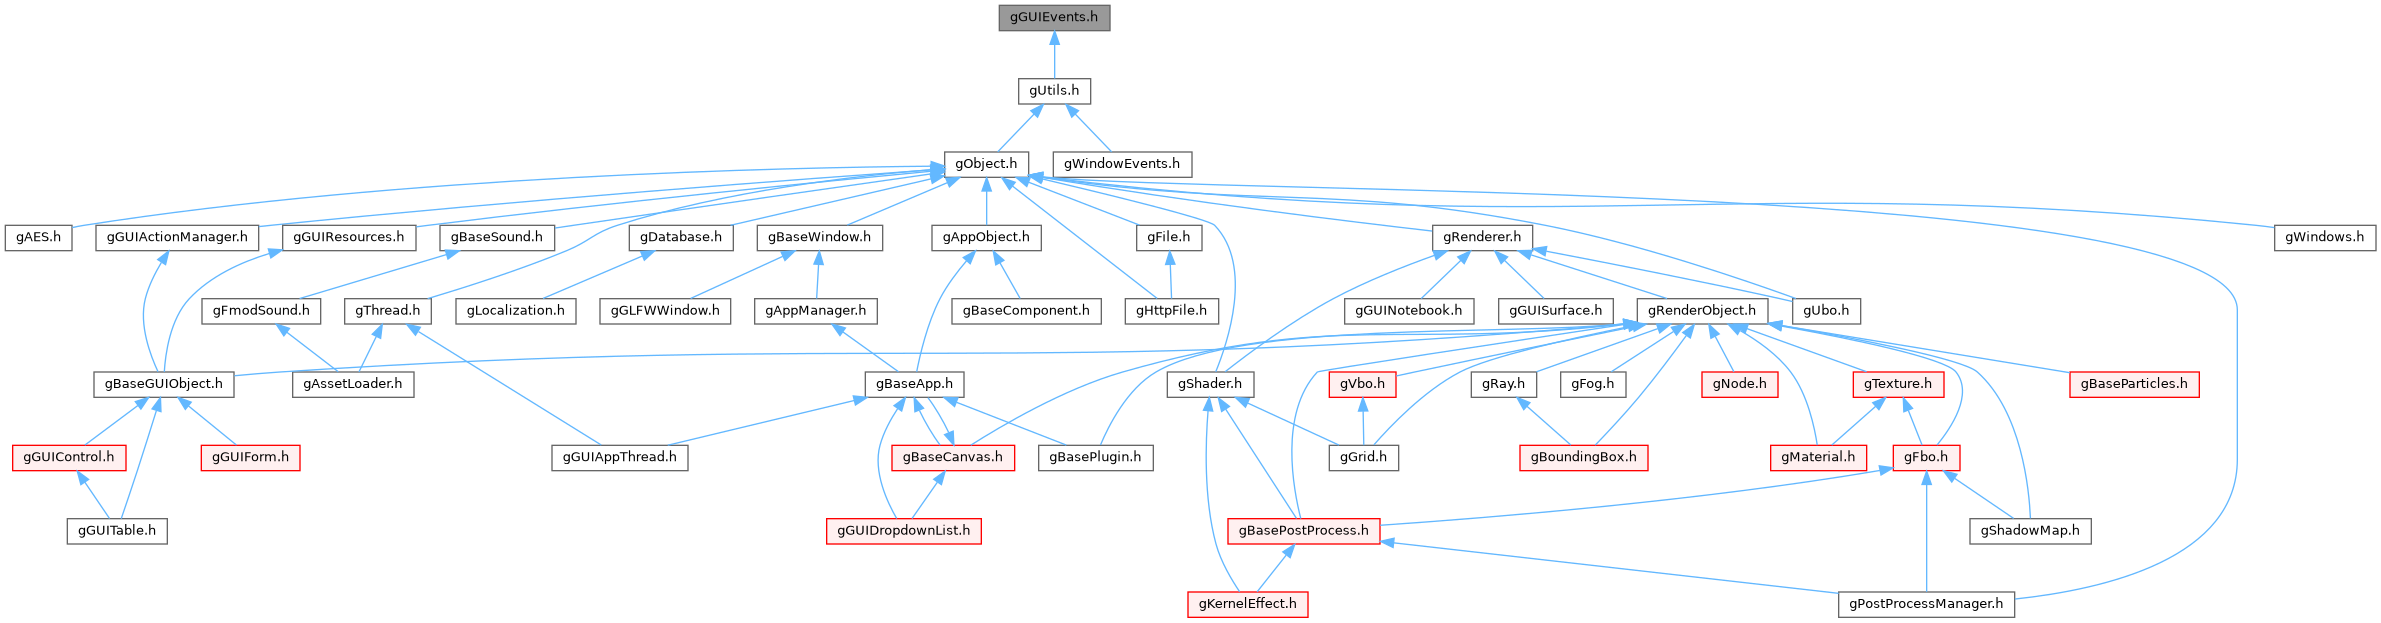 gGUIEvents.h
gUtils.h
gObject.h
gWindowEvents.h
gAES.h
gGUIActionManager.h
gGUIResources.h
gBaseSound.h
gDatabase.h
gBaseWindow.h
gAppObject.h
gFile.h
gRenderer.h
gWindows.h
gFmodSound.h
gThread.h
gLocalization.h
gGLFWWindow.h
gAppManager.h
gBaseComponent.h
gHttpFile.h
gGUINotebook.h
gGUISurface.h
gRenderObject.h
gUbo.h
gBaseGUIObject.h
gAssetLoader.h
gBaseApp.h
gShader.h
gVbo.h
gRay.h
gFog.h
gNode.h
gTexture.h
gBaseParticles.h
gGUIControl.h
gGUIForm.h
gGUIAppThread.h
gBaseCanvas.h
gBasePlugin.h
gGrid.h
gBoundingBox.h
gMaterial.h
gFbo.h
gGUITable.h
gGUIDropdownList.h
gBasePostProcess.h
gShadowMap.h
gKernelEffect.h
gPostProcessManager.h